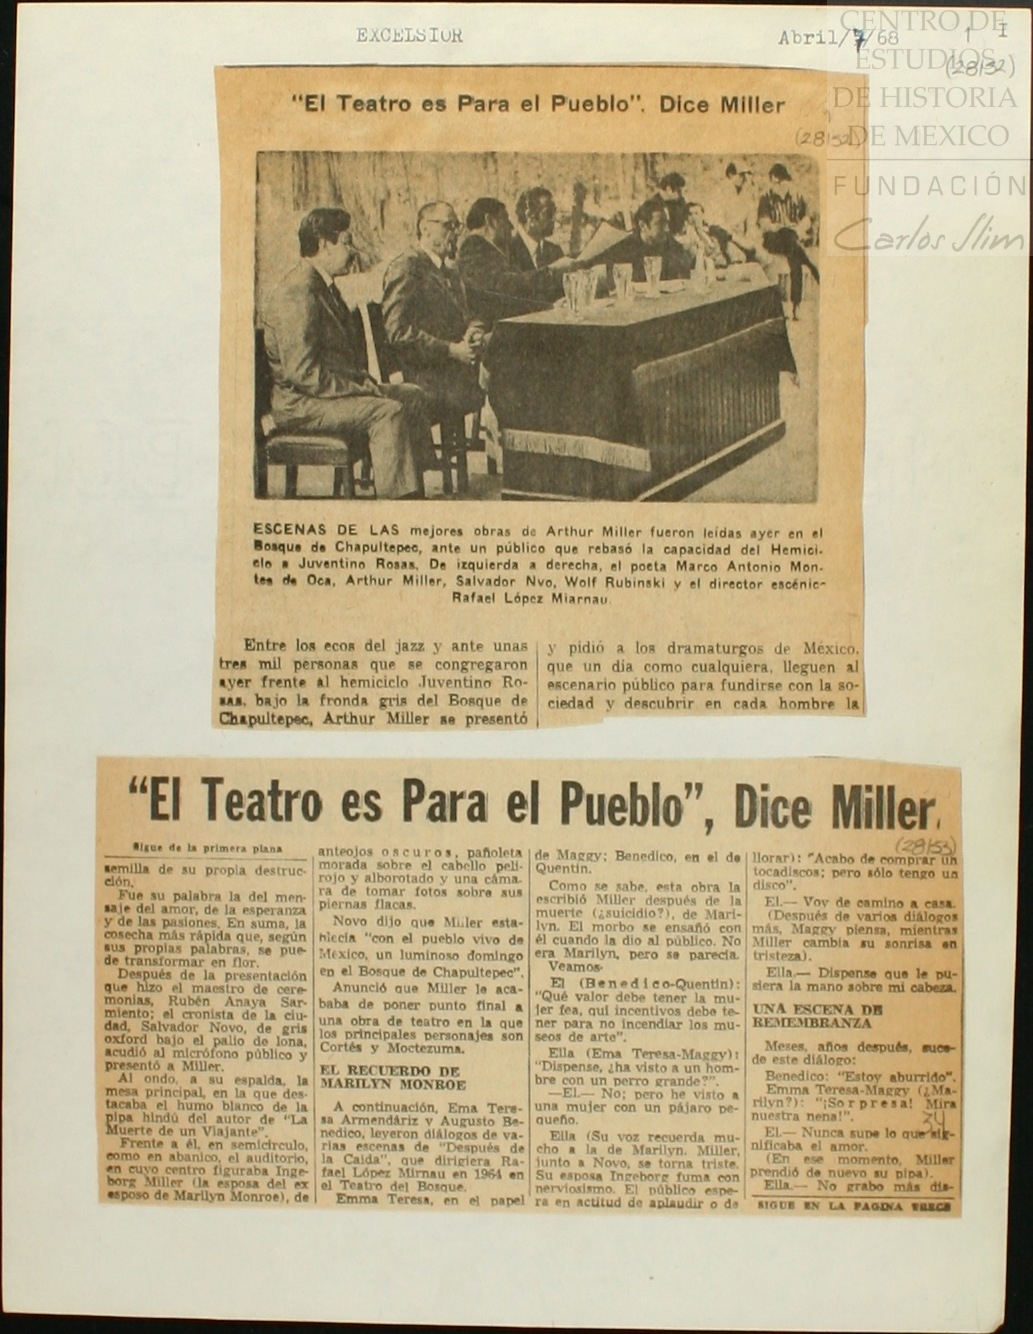 EXCELSIOR
Abril/7/68
1 I
(28152)
CENTRO DE
ESTUDIOS
DE HISTORIA
DE MEXICO
FUNDACIÓN
Carlos Slim
"El Teatro es Para el Pueblo". Dice Miller
(28152)
ESCENAS DE LAS mejores obras de Arthur Miller fueron leídas ayer en el
Bosque de Chapultepec, ante un público que rebasó la capacidad del Hemici-
clo a Juventino Rosas. De izquierda a derecha, el poeta Marco Antonio Mon-
tes de Oca, Arthur Miller, Salvador Nvo, Wolf Rubinski y el director escénic-
Rafael López Miarnau.
Entre los ecos del jazz y ante unas
tres mil personas que se congregaron
ayer frente al hemiciclo Juventino Ro-
sas, bajo la fronda gris del Bosque de
Chapultepec, Arthur Miller se presentó
y pidió a los dramaturgos de México,
que un día como cualquiera, lleguen al
escenario público para fundirse con la so-
ciedad y descubrir en cada hombre la
"El Teatro es Para el Pueblo", Dice Miller
(28153)
Sigue de la primera plana
semilla de su propia destruc-
ción.
Fue su palabra la del men-
saje del amor, de la esperanza
y de las pasiones. En suma, la
cosecha más rápida que, según
sus propias palabras, se pue-
de transformar en flor.
Después de la presentación
que hizo el maestro de cere-
monias, Rubén Anaya Sar-
miento; el cronista de la ciu-
dad, Salvador Novo, de gris
oxford bajo el palio de lona,
acudió al micrófono público y
presentó a Miller.
Al ondo, a su espalda, la
mesa principal, en la que des-
tacaba el humo blanco de la
pipa hindú del autor de "La
Muerte de un Viajante".
Frente a él, en semicírculo,
como en abanico, el auditorio,
en cuyo centro figuraba Inge-
borg Miller (la esposa del ex
esposo de Marilyn Monroe), de
anteojos oscuros, pañoleta
morada sobre el cabello peli-
rojo y alborotado y una cáma-
ra de tomar fotos sobre sus
piernas flacas.
Novo dijo que Miller esta-
blecía "con el pueblo vivo de
México, un luminoso domingo
en el Bosque de Chapultepec".
Anunció que Miller le aca-
baba de poner punto final a
una obra de teatro en la que
los principales personajes son
Cortés y Moctezuma.
EL RECUERDO DE
MARILYN MONROE
A continuación, Ema Tere-
sa Armendáriz y Augusto Be-
nedico, leyeron diálogos de va-
rias escenas de "Después de
la Caída", que dirigiera Ra-
fael López Mirnau en 1964 en
el Teatro del Bosque.
Emma Teresa, en el papel
de Maggy; Benedico, en el de
Quentin.
Como se sabe, esta obra la
escribió Miller después de la
muerte (¿suicidio?), de Mari-
lyn. El morbo se ensañó con
él cuando la dio al público. No
era Marilyn, pero se parecía.
Veamos.
El (Benedico-Quentin):
"Qué valor debe tener la mu-
jer fea, qui incentivos debe te-
ner para no incendiar los mu-
seos de arte".
Ella (Ema Teresa-Maggy):
"Dispense, ¿ha visto a un hom-
bre con un perro grande?".
—El.— No; pero he visto a
una mujer con un pájaro pe-
queño.
Ella (Su voz recuerda mu-
cho a la de Marilyn. Miller,
junto a Novo, se torna triste.
Su esposa Ingeborg fuma con
nerviosismo. El público espe-
ra en actitud de aplaudir o de
llorar): "Acabo de comprar un
tocadiscos; pero sólo tengo un
disco".
El.— Voy de camino a casa.
(Después de varios diálogos
más, Maggy piensa, mientras
Miller cambia su sonrisa en
tristeza).
Ella.— Dispense que le pu-
siera la mano sobre mi cabeza.
UNA ESCENA DE
REMEMBRANZA
Meses, años después, suce-
de este diálogo:
Benedico: "Estoy aburrido".
Emma Teresa-Maggy (¿Ma-
rilyn?): "¡Sorpresa! Mira
nuestra nena!".
34
El.— Nunca supe lo que sig-
nificaba el amor.
(En ese momento, Miller
prendió de nuevo su pipa).
Ella.— No grabo más dis-
SIGUE EN LA PAGINA TRECE